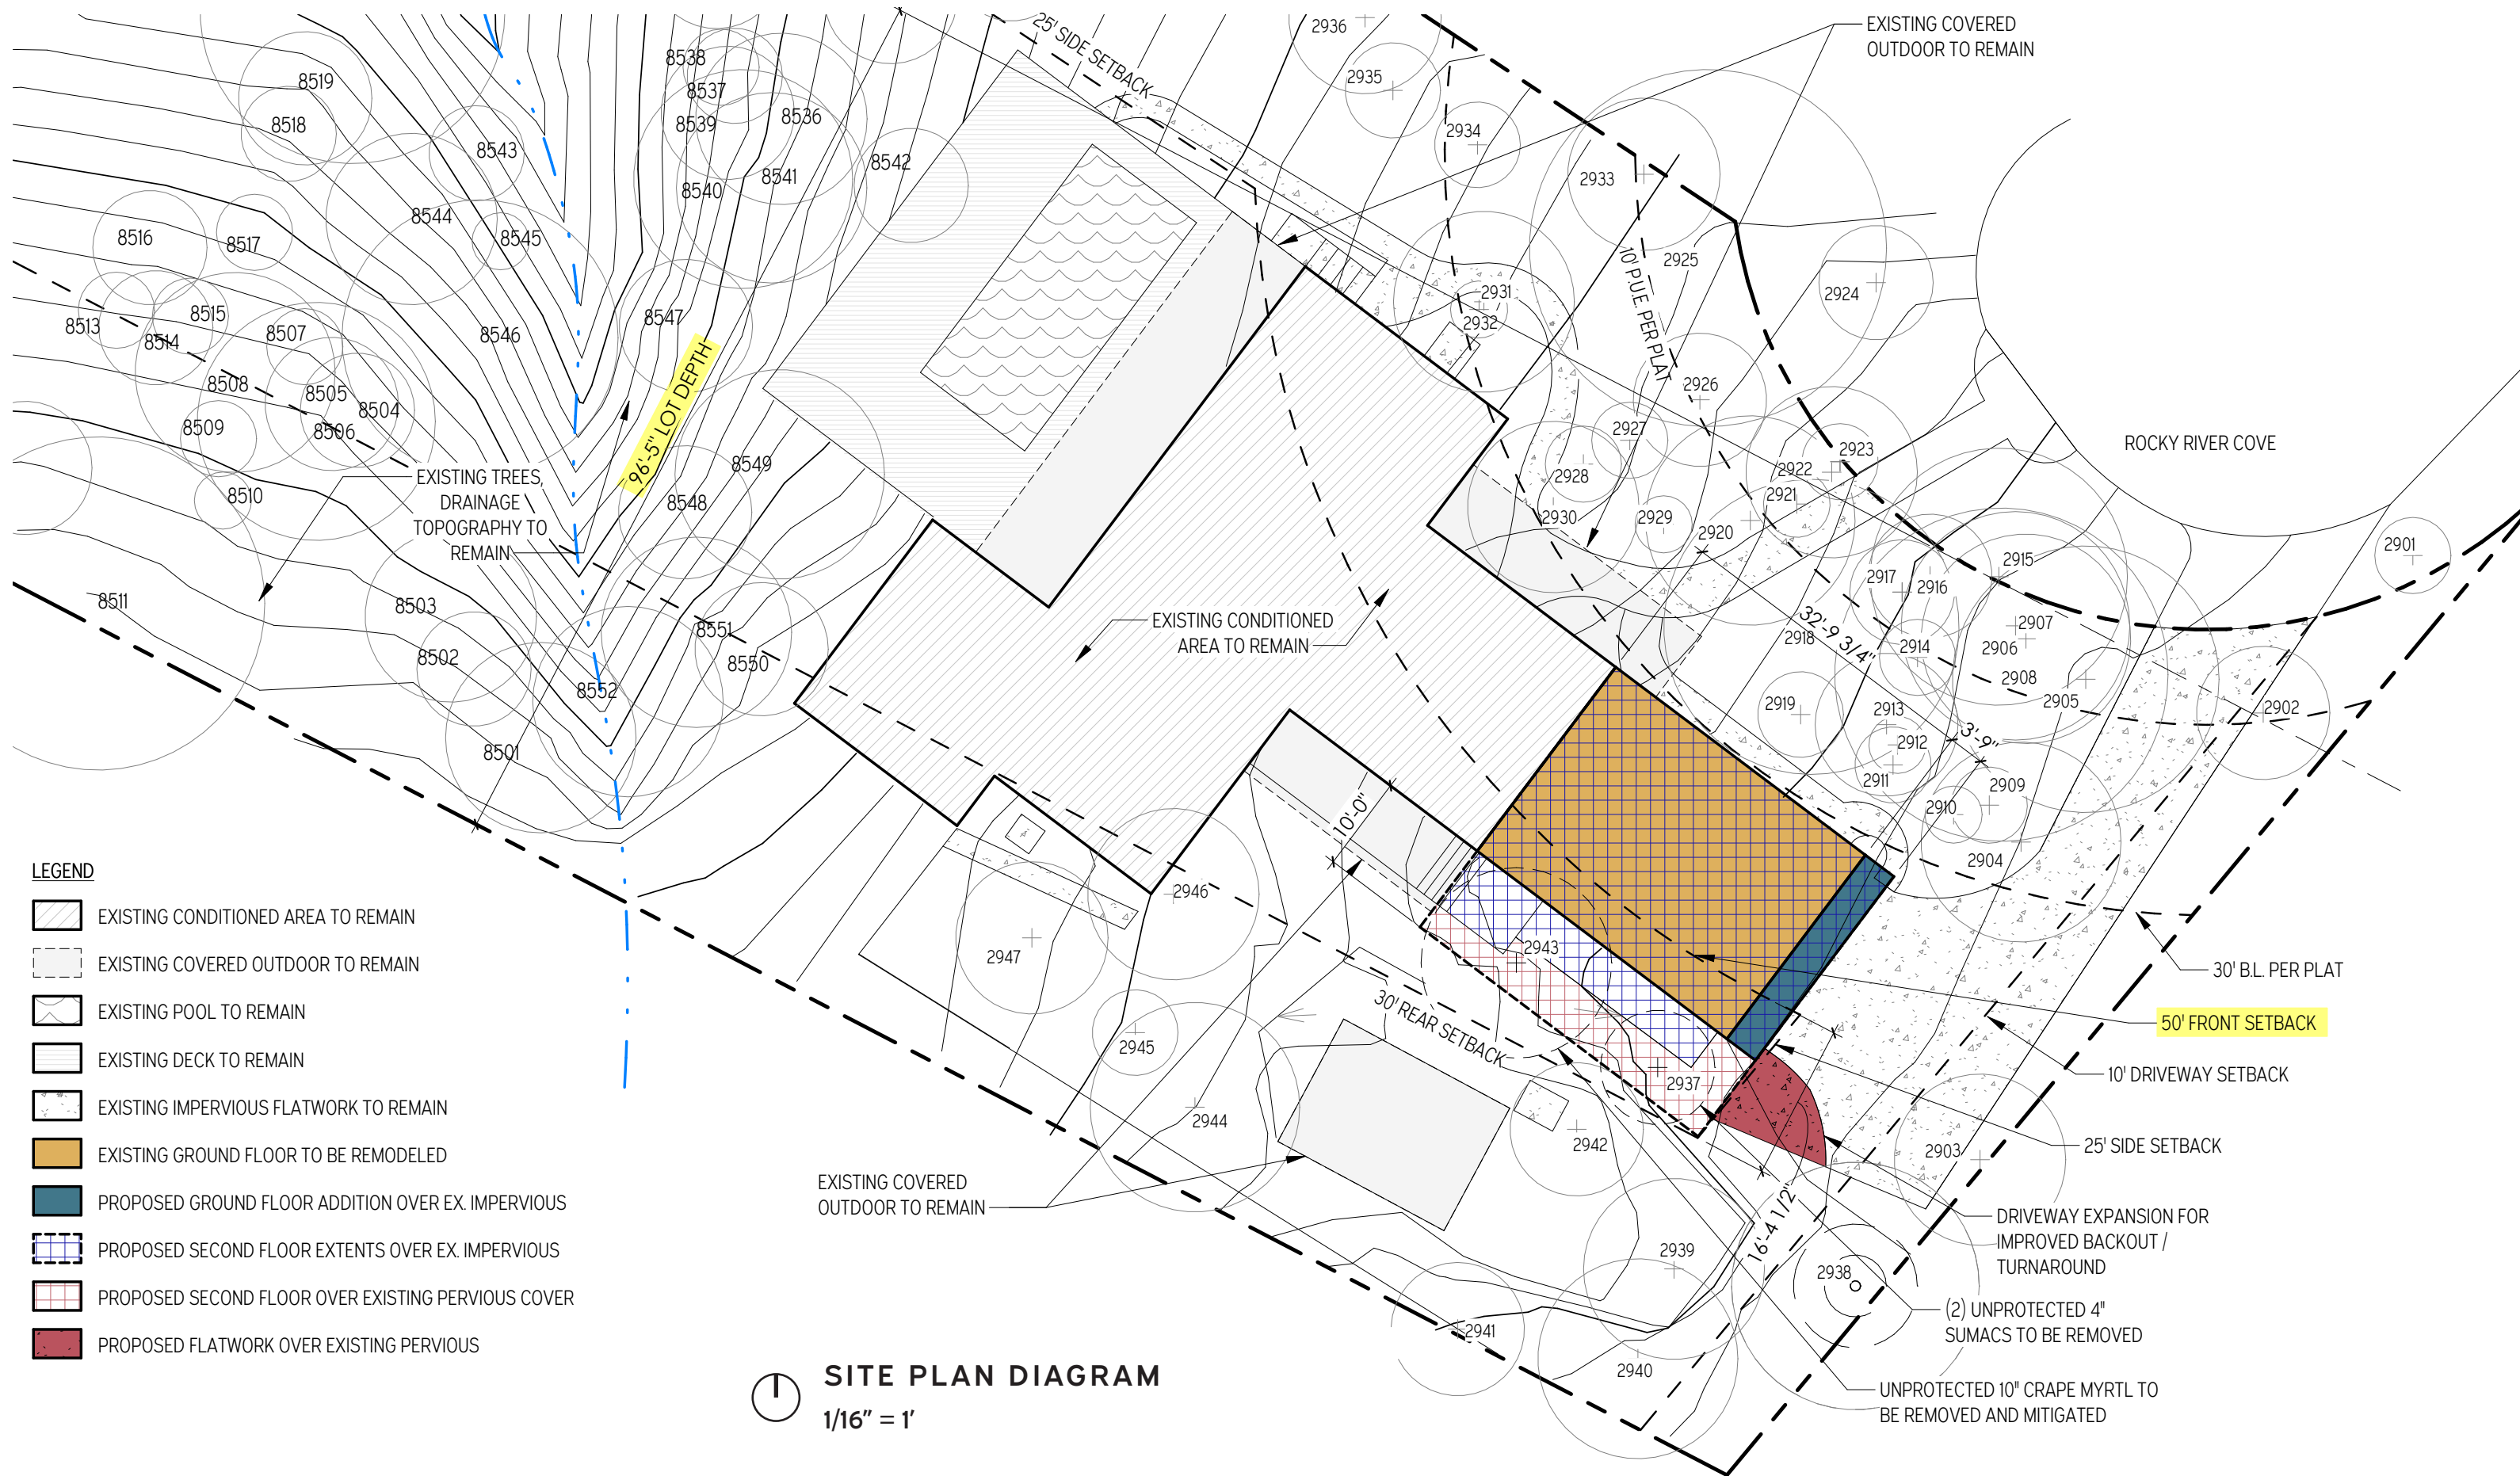 EXISTING COVERED
OUTDOOR TO REMAIN
25' SIDE SETBACK
2936
2935
2934
2933
8538
8537
8539
8536
8519
8518
8543
8540
8541
8542
8544
8545
8516
8517
10' P.U.E. PER PLAT
2925
2924
2931
2932
8515
8513
8514
8507
8546
8547
96'-5" LOT DEPTH
8508
8505
8504
8506
8509
8510
2926
2927
2928
2923
2922
2921
ROCKY RIVER COVE
8549
8548
EXISTING TREES,
DRAINAGE
TOPOGRAPHY TO
REMAIN
2930
2929
2920
2901
2915
2917
2916
8511
8503
8551
8550
8502
8552
8501
EXISTING CONDITIONED
AREA TO REMAIN
32'-9 3/4"
2918
2907
2906
2914
2908
2905
2902
2919
2913
2912
2911
3'-9"
2909
2910
2904
10'-0"
2946
2947
2943
2945
2944
2942
2937
30' REAR SETBACK
30' B.L. PER PLAT
50' FRONT SETBACK
10' DRIVEWAY SETBACK
25' SIDE SETBACK
2903
DRIVEWAY EXPANSION FOR
IMPROVED BACKOUT /
TURNAROUND
16'-4 1/2"
2939
2938
(2) UNPROTECTED 4"
SUMACS TO BE REMOVED
2941
2940
UNPROTECTED 10" CRAPE MYRTL TO
BE REMOVED AND MITIGATED
EXISTING COVERED
OUTDOOR TO REMAIN
LEGEND
EXISTING CONDITIONED AREA TO REMAIN
EXISTING COVERED OUTDOOR TO REMAIN
EXISTING POOL TO REMAIN
EXISTING DECK TO REMAIN
EXISTING IMPERVIOUS FLATWORK TO REMAIN
EXISTING GROUND FLOOR TO BE REMODELED
PROPOSED GROUND FLOOR ADDITION OVER EX. IMPERVIOUS
PROPOSED SECOND FLOOR EXTENTS OVER EX. IMPERVIOUS
PROPOSED SECOND FLOOR OVER EXISTING PERVIOUS COVER
PROPOSED FLATWORK OVER EXISTING PERVIOUS
SITE PLAN DIAGRAM
1/16" = 1'